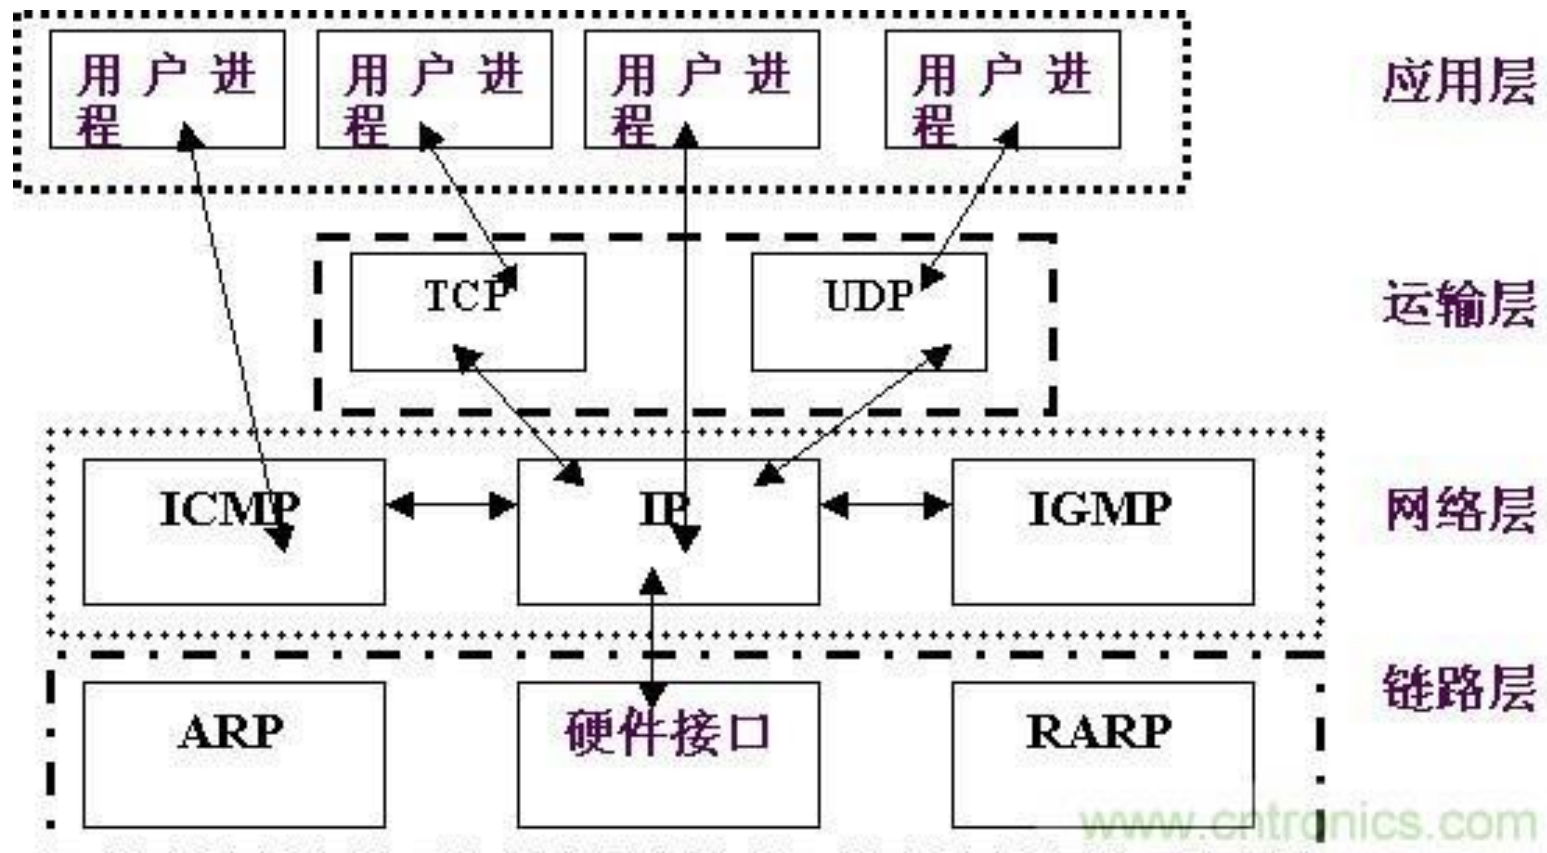 用户进
程
用户进
程
用户进
程
用户进
程
应用层
TCP
UDP
运输层
ICMP
IP
IGMP
网络层
链路层
ARP
硬件接口
RARP
www.cntronics.com